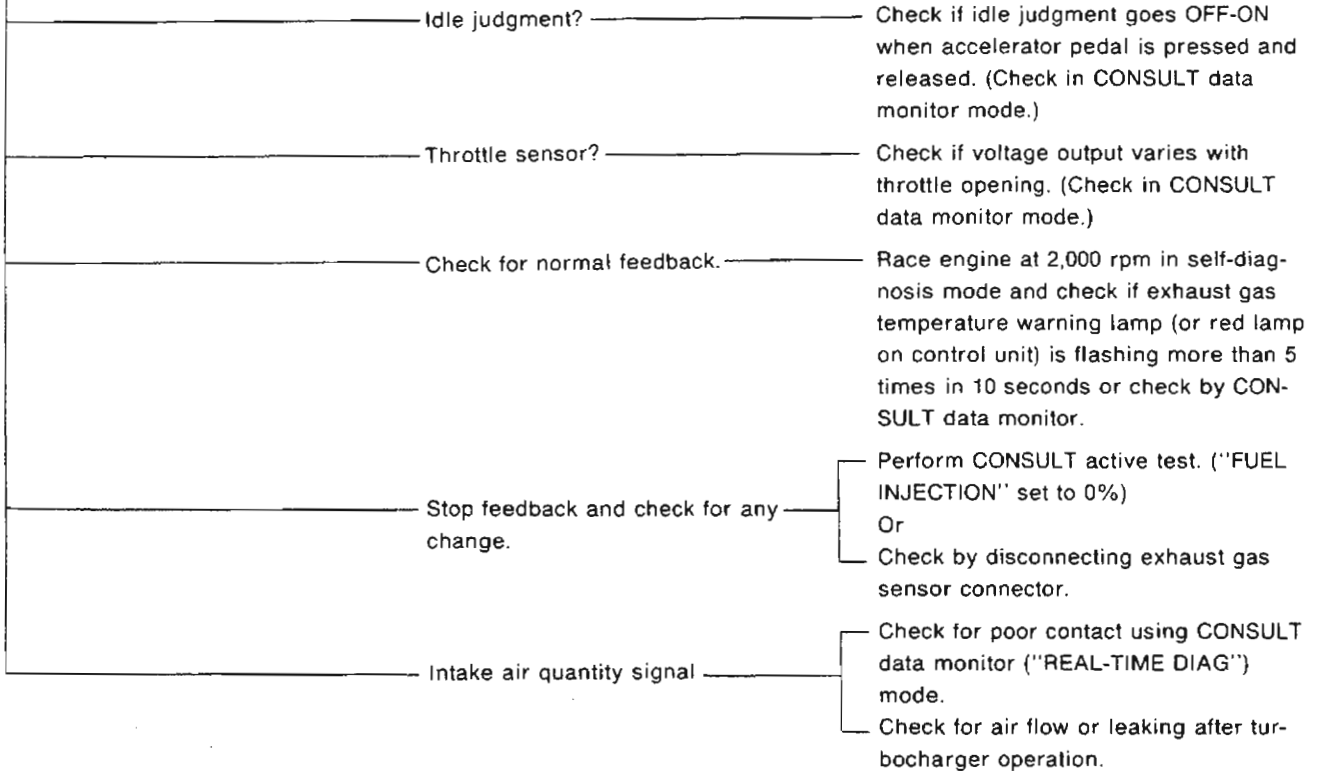 Idle judgment?
Check if idle judgment goes OFF-ON
when accelerator pedal is pressed and
released. (Check in CONSULT data
monitor mode.)
Throttle sensor?
Check if voltage output varies with
throttle opening. (Check in CONSULT
data monitor mode.)
Check for normal feedback.
Race engine at 2,000 rpm in self-diag-
nosis mode and check if exhaust gas
temperature warning lamp (or red lamp
on control unit) is flashing more than 5
times in 10 seconds or check by CON-
SULT data monitor.
Stop feedback and check for any
change.
Perform CONSULT active test. ("FUEL
INJECTION" set to 0%)
Or
Check by disconnecting exhaust gas
sensor connector.
Intake air quantity signal
Check for poor contact using CONSULT
data monitor ("REAL-TIME DIAG")
mode.
Check for air flow or leaking after tur-
bocharger operation.